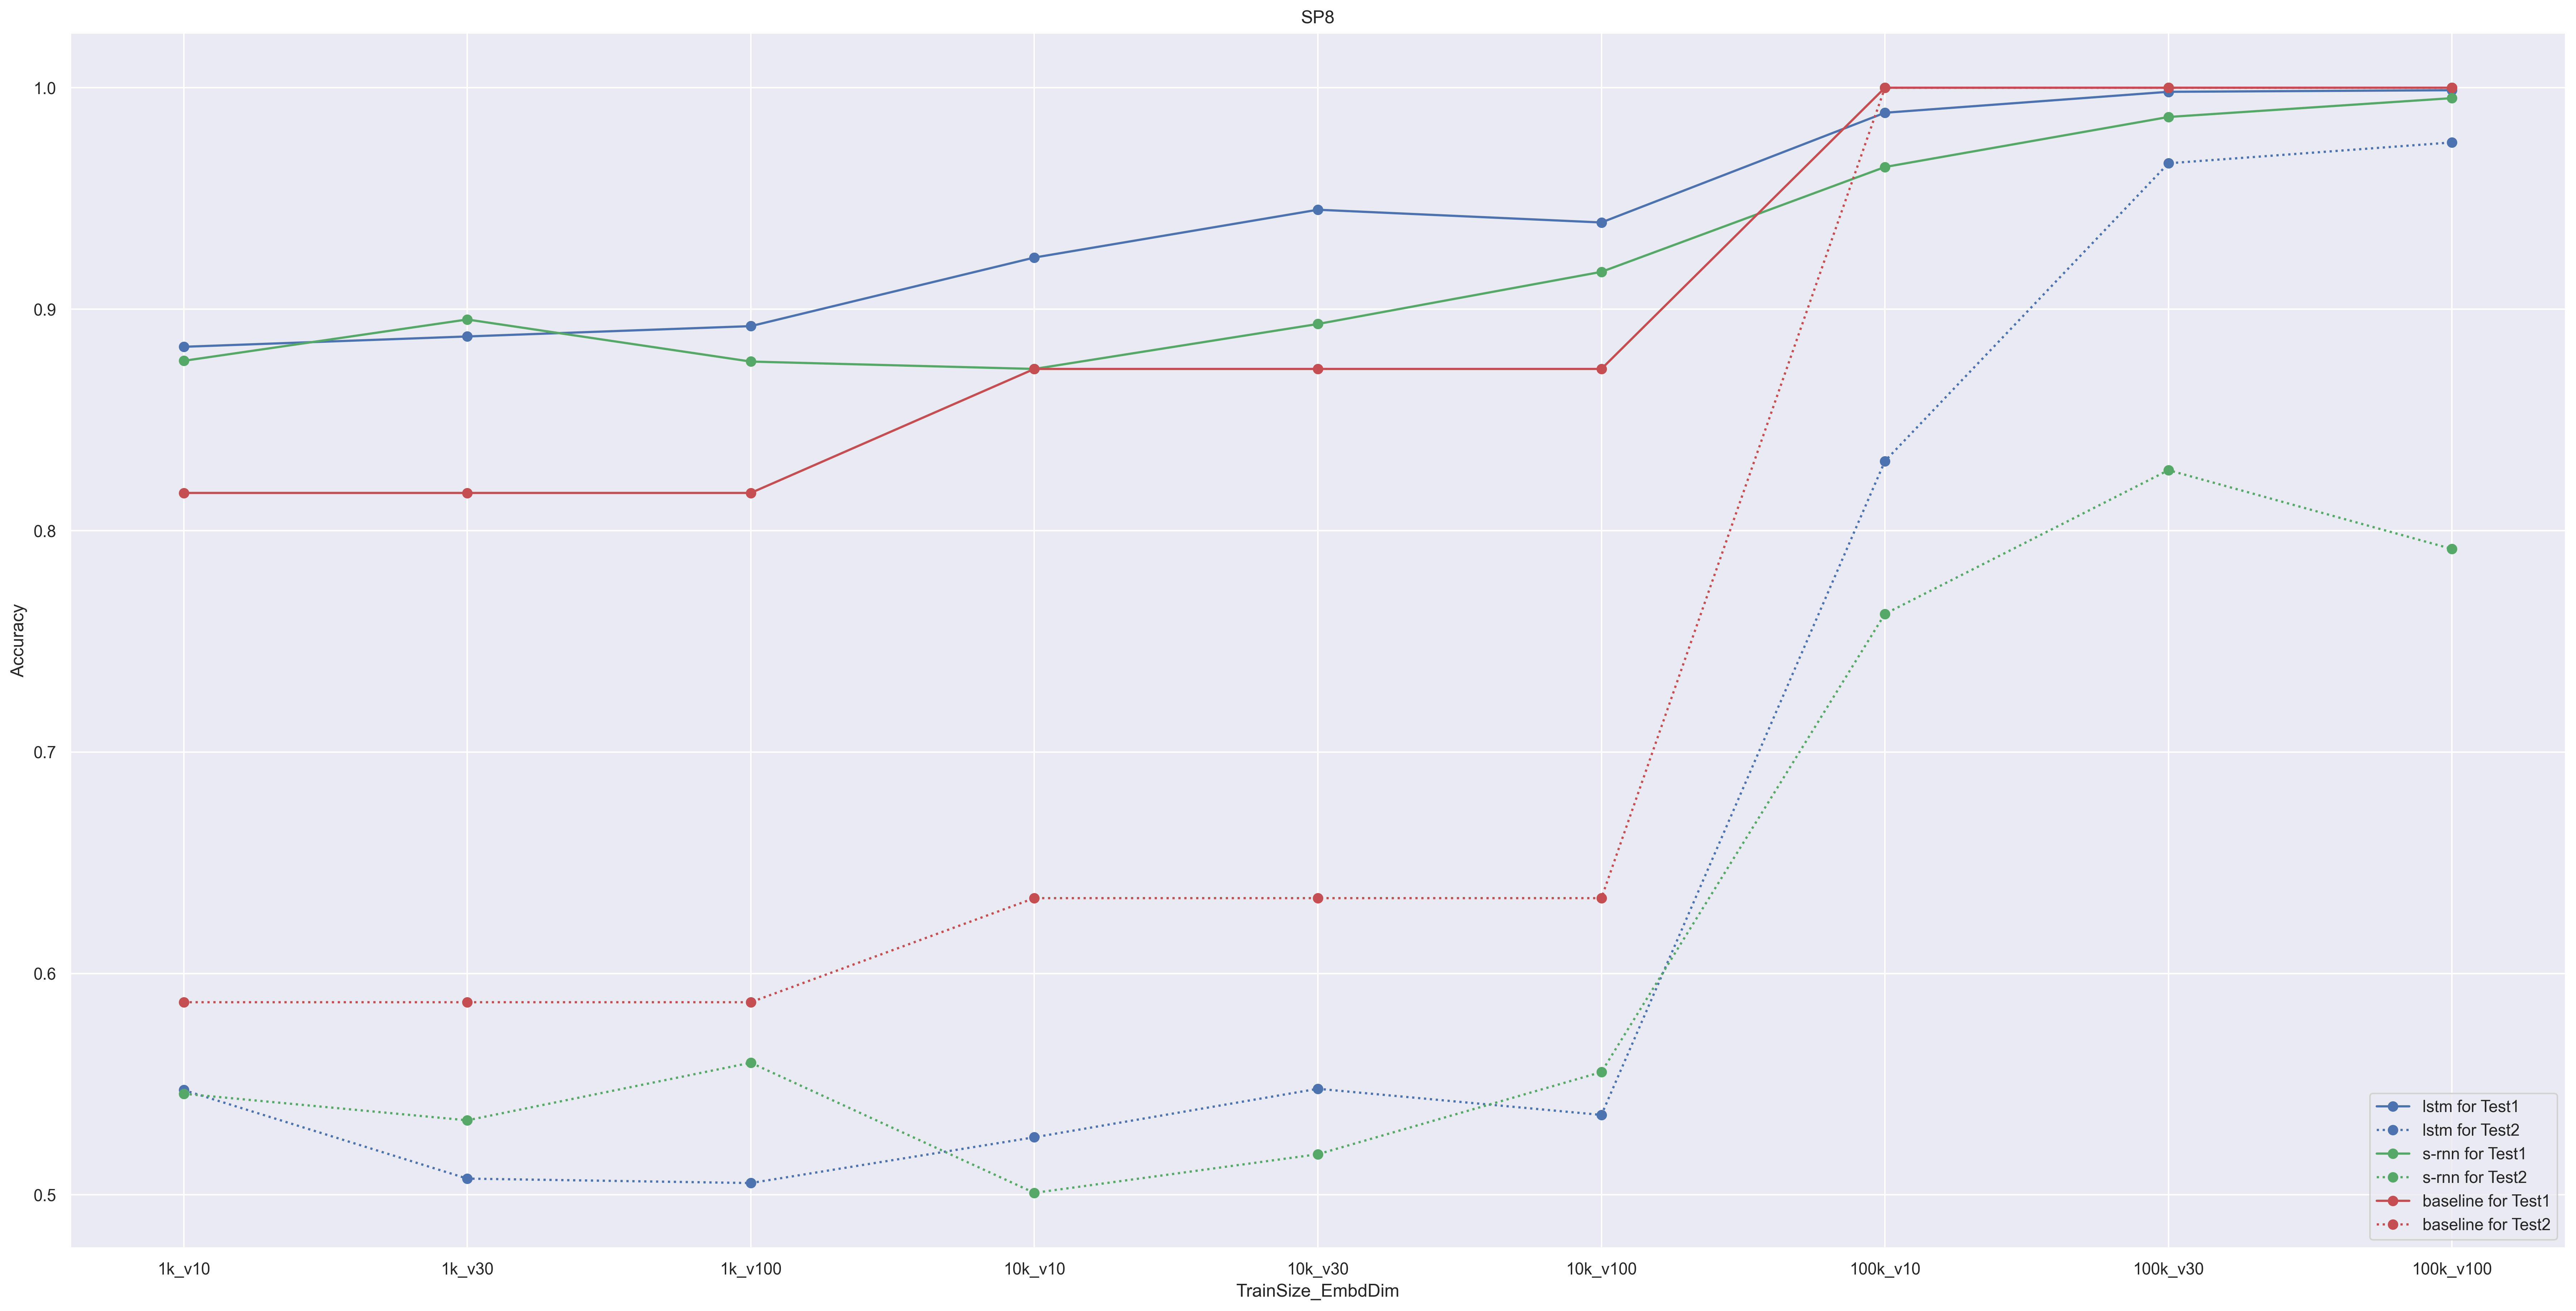 SP8
1.0
0.9
0.8
0.7
0.6
0.5
Accuracy
1k_v10
1k_v30
1k_v100
10k_v10
10k_v30
10k_v100
100k_v10
100k_v30
100k_v100
TrainSize_EmbdDim
lstm for Test1
lstm for Test2
s-rnn for Test1
s-rnn for Test2
baseline for Test1
baseline for Test2